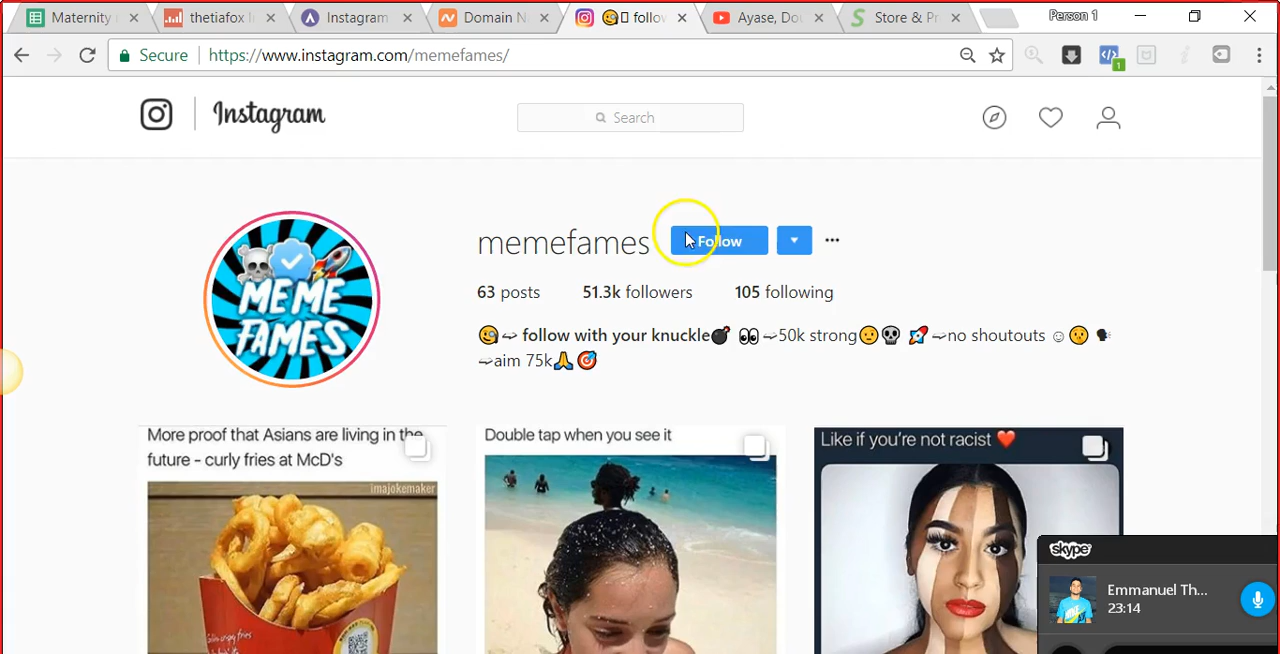 Maternity
thetiafox I
Instagram
Domain N
follow
Ayase, Dou
Store & Pr
Person 1
Secure
https://www.instagram.com/memefames/
1
Instagram
Search
MEME
FAMES
memefames
Follow
63 posts 51.3k followers 105 following
🧐➫ follow with your knuckle💣 👀➫50k strong😐💀 🚀➫no shoutouts ☺😗 🗣
➫aim 75k🙏🎯
More proof that Asians are living in the
future - curly fries at McD's
imajokemaker
Double tap when you see it
Like if you're not racist ❤️
skype
Emmanuel Th...
23:14